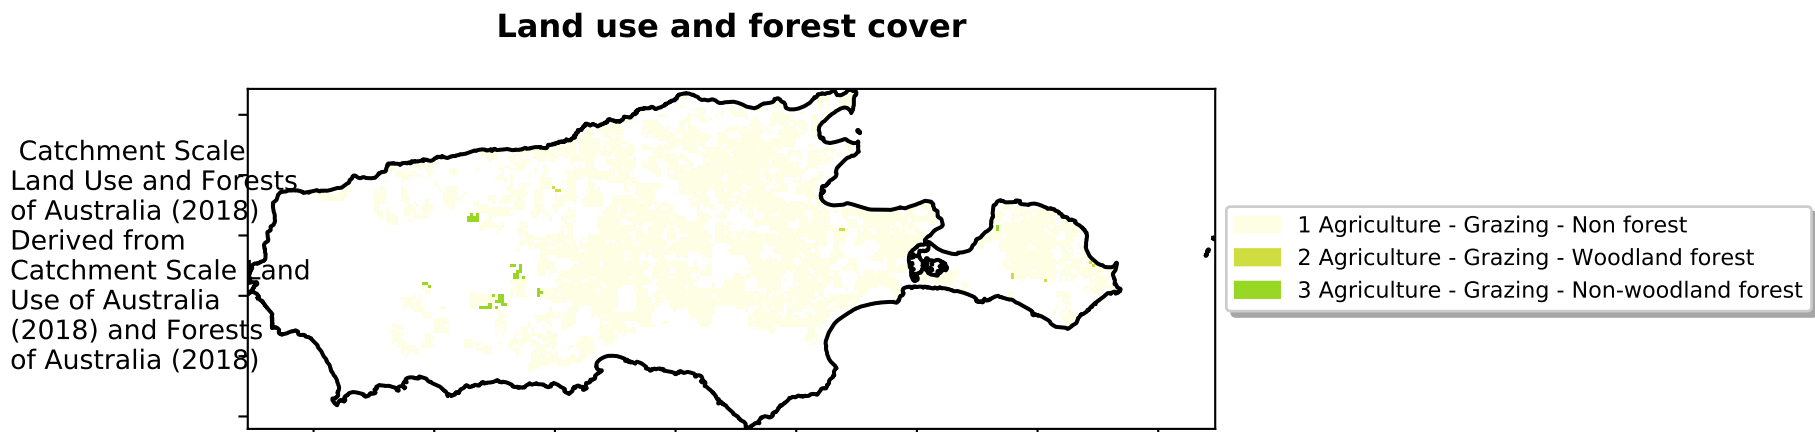 Land use and forest cover
Catchment Scale
Land Use and Forests
of Australia (2018)
Derived from
Catchment Scale Land
Use of Australia
(2018) and Forests
of Australia (2018)
1 Agriculture - Grazing - Non forest
2 Agriculture - Grazing - Woodland forest
3 Agriculture - Grazing - Non-woodland forest